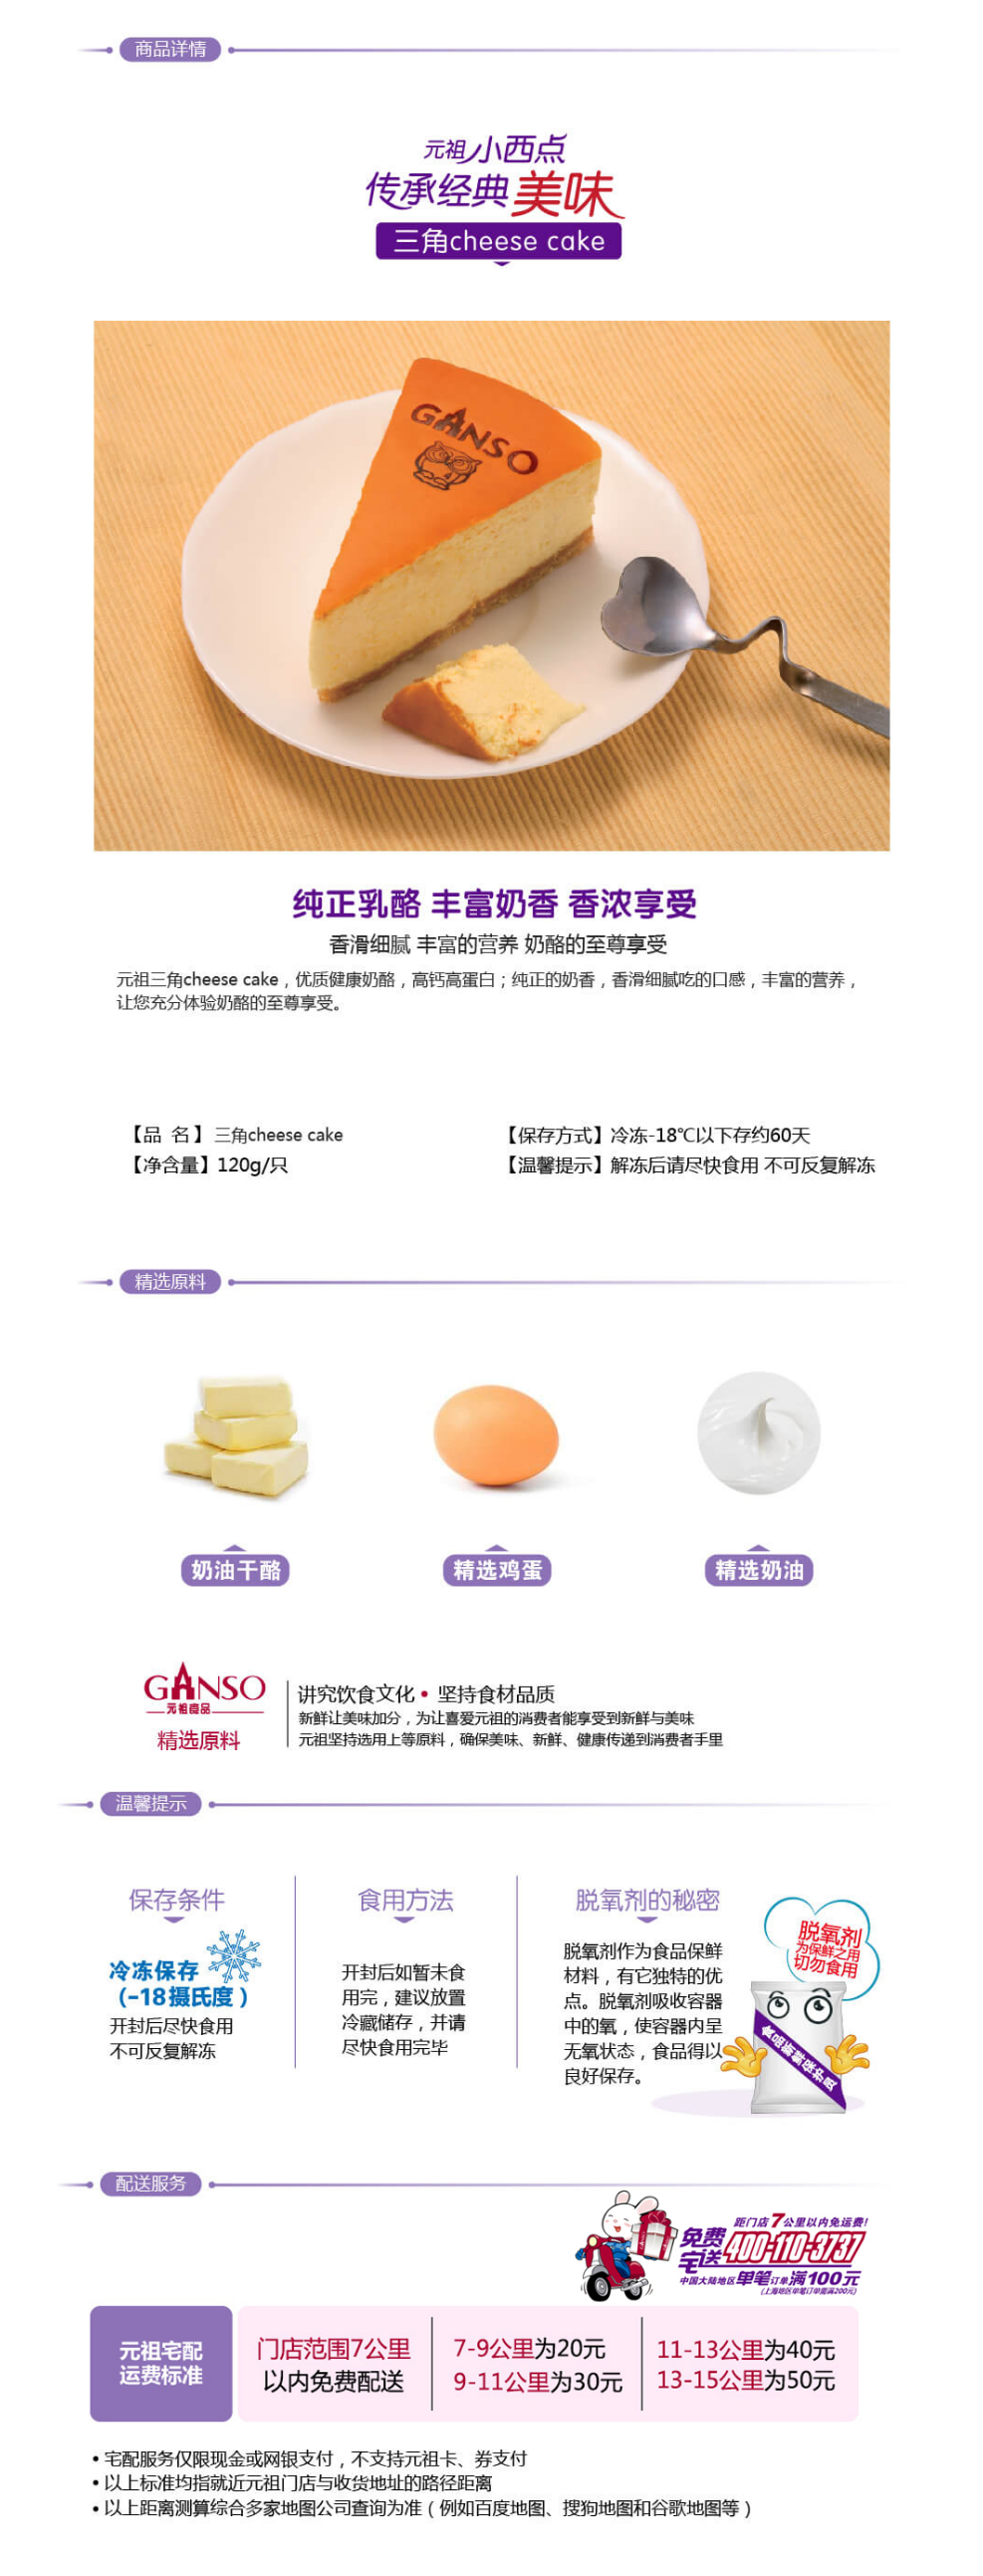 商品详情
元祖小西点
传承经典美味
三角cheese cake
GANSO
纯正乳酪 丰富奶香 香浓享受
香滑细腻 丰富的营养 奶酪的至尊享受
元祖三角cheese cake，优质健康奶酪，高钙高蛋白；纯正的奶香，香滑细腻吃的口感，丰富的营养，
让您充分体验奶酪的至尊享受。
【品 名】三角cheese cake
【保存方式】冷冻-18℃以下存约60天
【净含量】120g/只
【温馨提示】解冻后请尽快食用 不可反复解冻
精选原料
奶油干酪
精选鸡蛋
精选奶油
GANSO
元祖食品
精选原料
讲究饮食文化• 坚持食材品质
新鲜让美味加分，为让喜爱元祖的消费者能享受到新鲜与美味
元祖坚持选用上等原料，确保美味、新鲜、健康传递到消费者手里
温馨提示
保存条件
冷冻保存
（-18摄氏度）
开封后尽快食用
不可反复解冻
食用方法
开封后如暂未食
用完，建议放置
冷藏储存，并请
尽快食用完毕
脱氧剂的秘密
脱氧剂作为食品保鲜
材料，有它独特的优
点。脱氧剂吸收容器
中的氧，使容器内呈
无氧状态，食品得以
良好保存。
脱氧剂
为保鲜之用
切勿食用
食品新鲜保护员
配送服务
距门店7公里以内免运费!
免费
宅送
400-110-3737
中国大陆地区单笔订单满100元
(上海地区单笔订单需满200元)
元祖宅配
运费标准
门店范围7公里
以内免费配送
7-9公里为20元
9-11公里为30元
11-13公里为40元
13-15公里为50元
• 宅配服务仅限现金或网银支付，不支持元祖卡、券支付
• 以上标准均指就近元祖门店与收货地址的路径距离
• 以上距离测算综合多家地图公司查询为准（例如百度地图、搜狗地图和谷歌地图等）